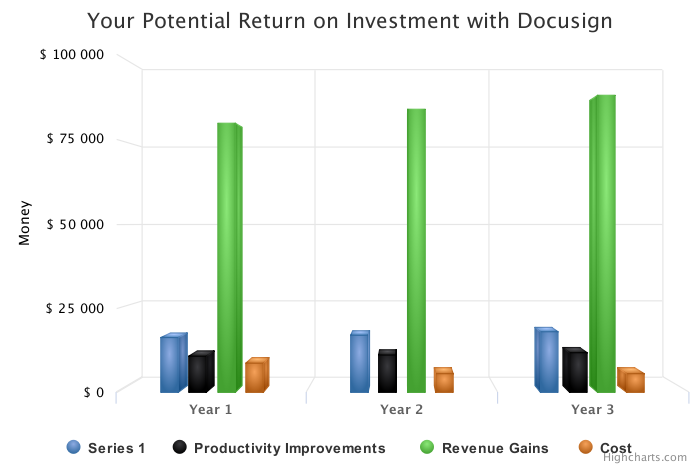 Your Potential Return on Investment with Docusign
$ 100 000
$ 75 000
$ 50 000
$ 25 000
$ 0
Money
Year 1
Year 2
Year 3
Series 1
Productivity Improvements
Revenue Gains
Cost
Highcharts.com